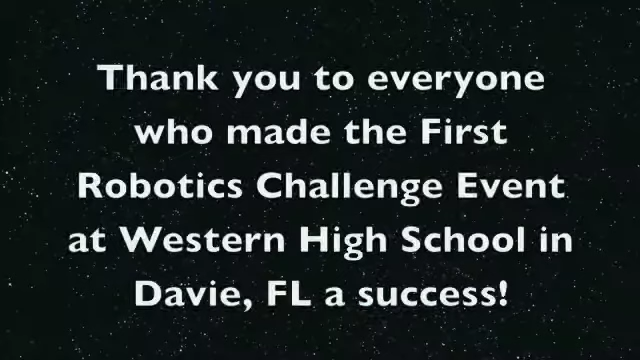 Thank you to everyone
who made the First
Robotics Challenge Event
at Western High School in
Davie, FL a success!